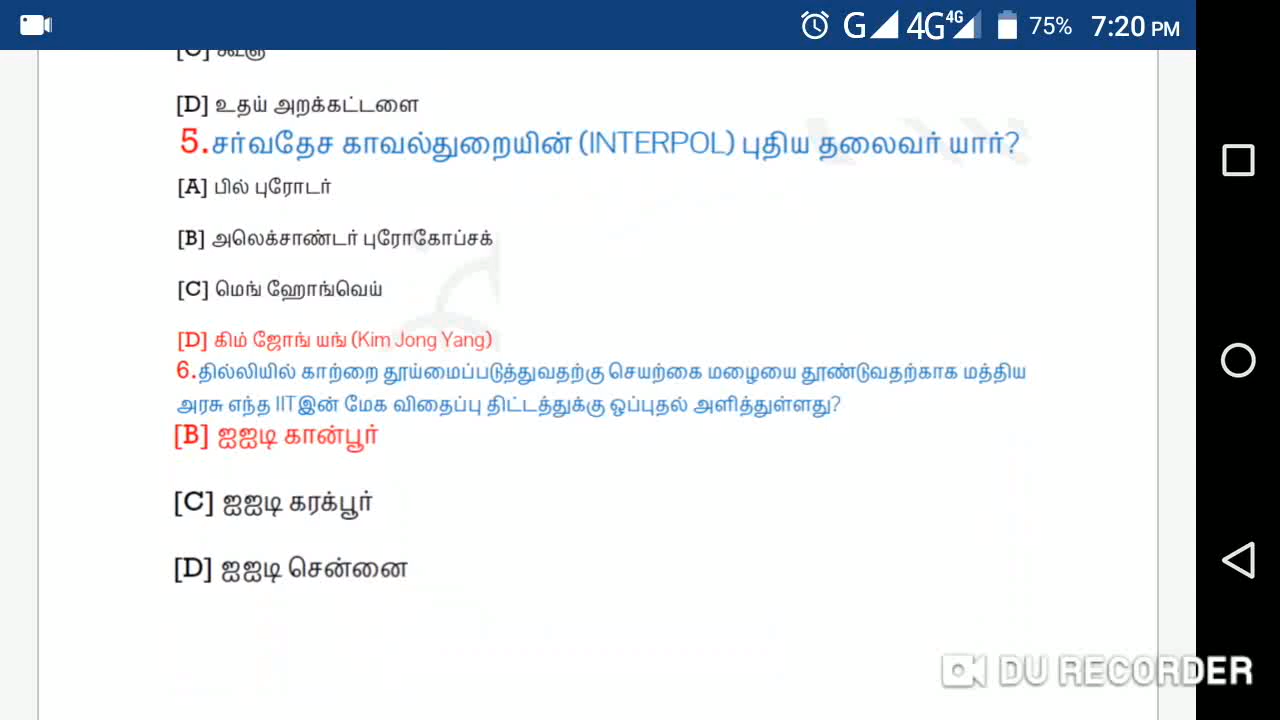 75% 7:20 PM
G 4G 4G
[D] உதய் அறக்கட்டளை
5.சர்வதேச காவல்துறையின் (INTERPOL) புதிய தலைவர் யார்?
[A] பில் புரோடர்
[B] அலெக்சாண்டர் புரோகோப்சக்
[C] மெங் ஹோங்வெய்
[D] கிம் ஜோங் யங் (Kim Jong Yang)
6.தில்லியில் காற்றை தூய்மைப்படுத்துவதற்கு செயற்கை மழையை தூண்டுவதற்காக மத்திய
அரசு எந்த IITஇன் மேக விதைப்பு திட்டத்துக்கு ஒப்புதல் அளித்துள்ளது?
[B] ஐஐடி கான்பூர்
[C] ஐஐடி கரக்பூர்
[D] ஐஐடி சென்னை
DU RECORDER